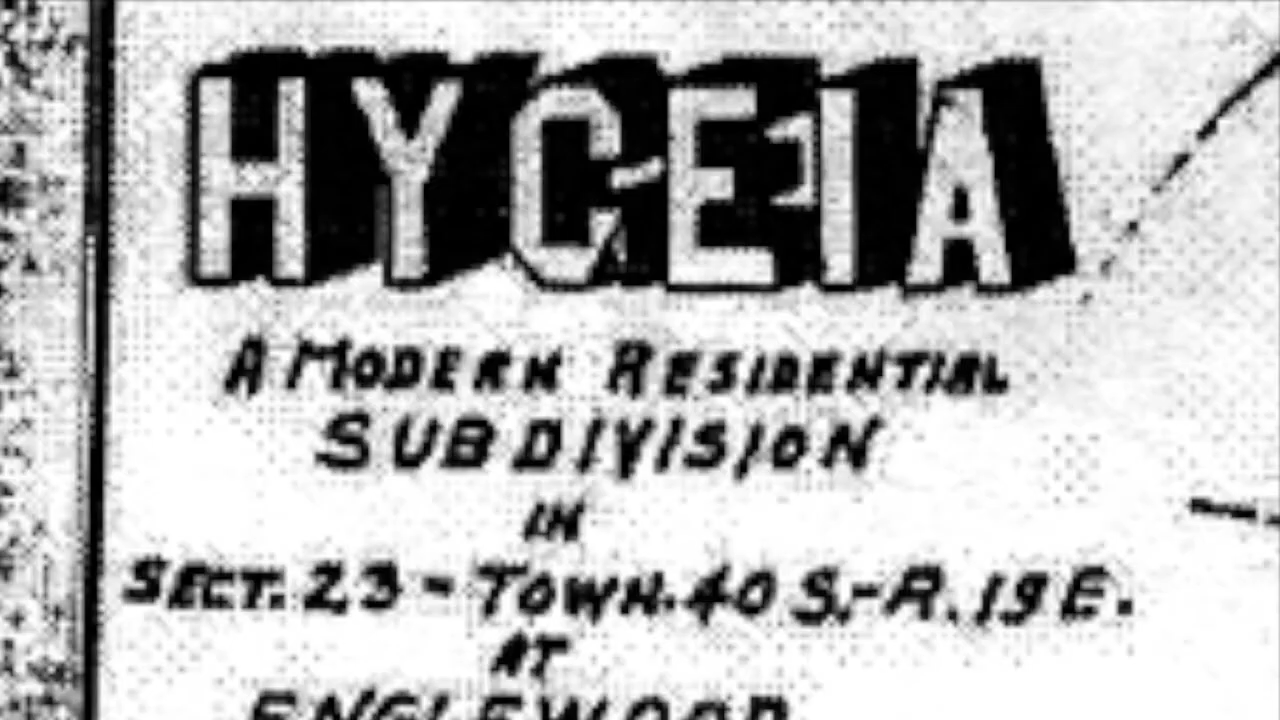 HYGEIA
A MODERN RESIDENTIAL
SUBDIVISION
IN
SECT. 23 - TOWN. 40 S.- R. 19 E.
AT
ENGLEWOOD